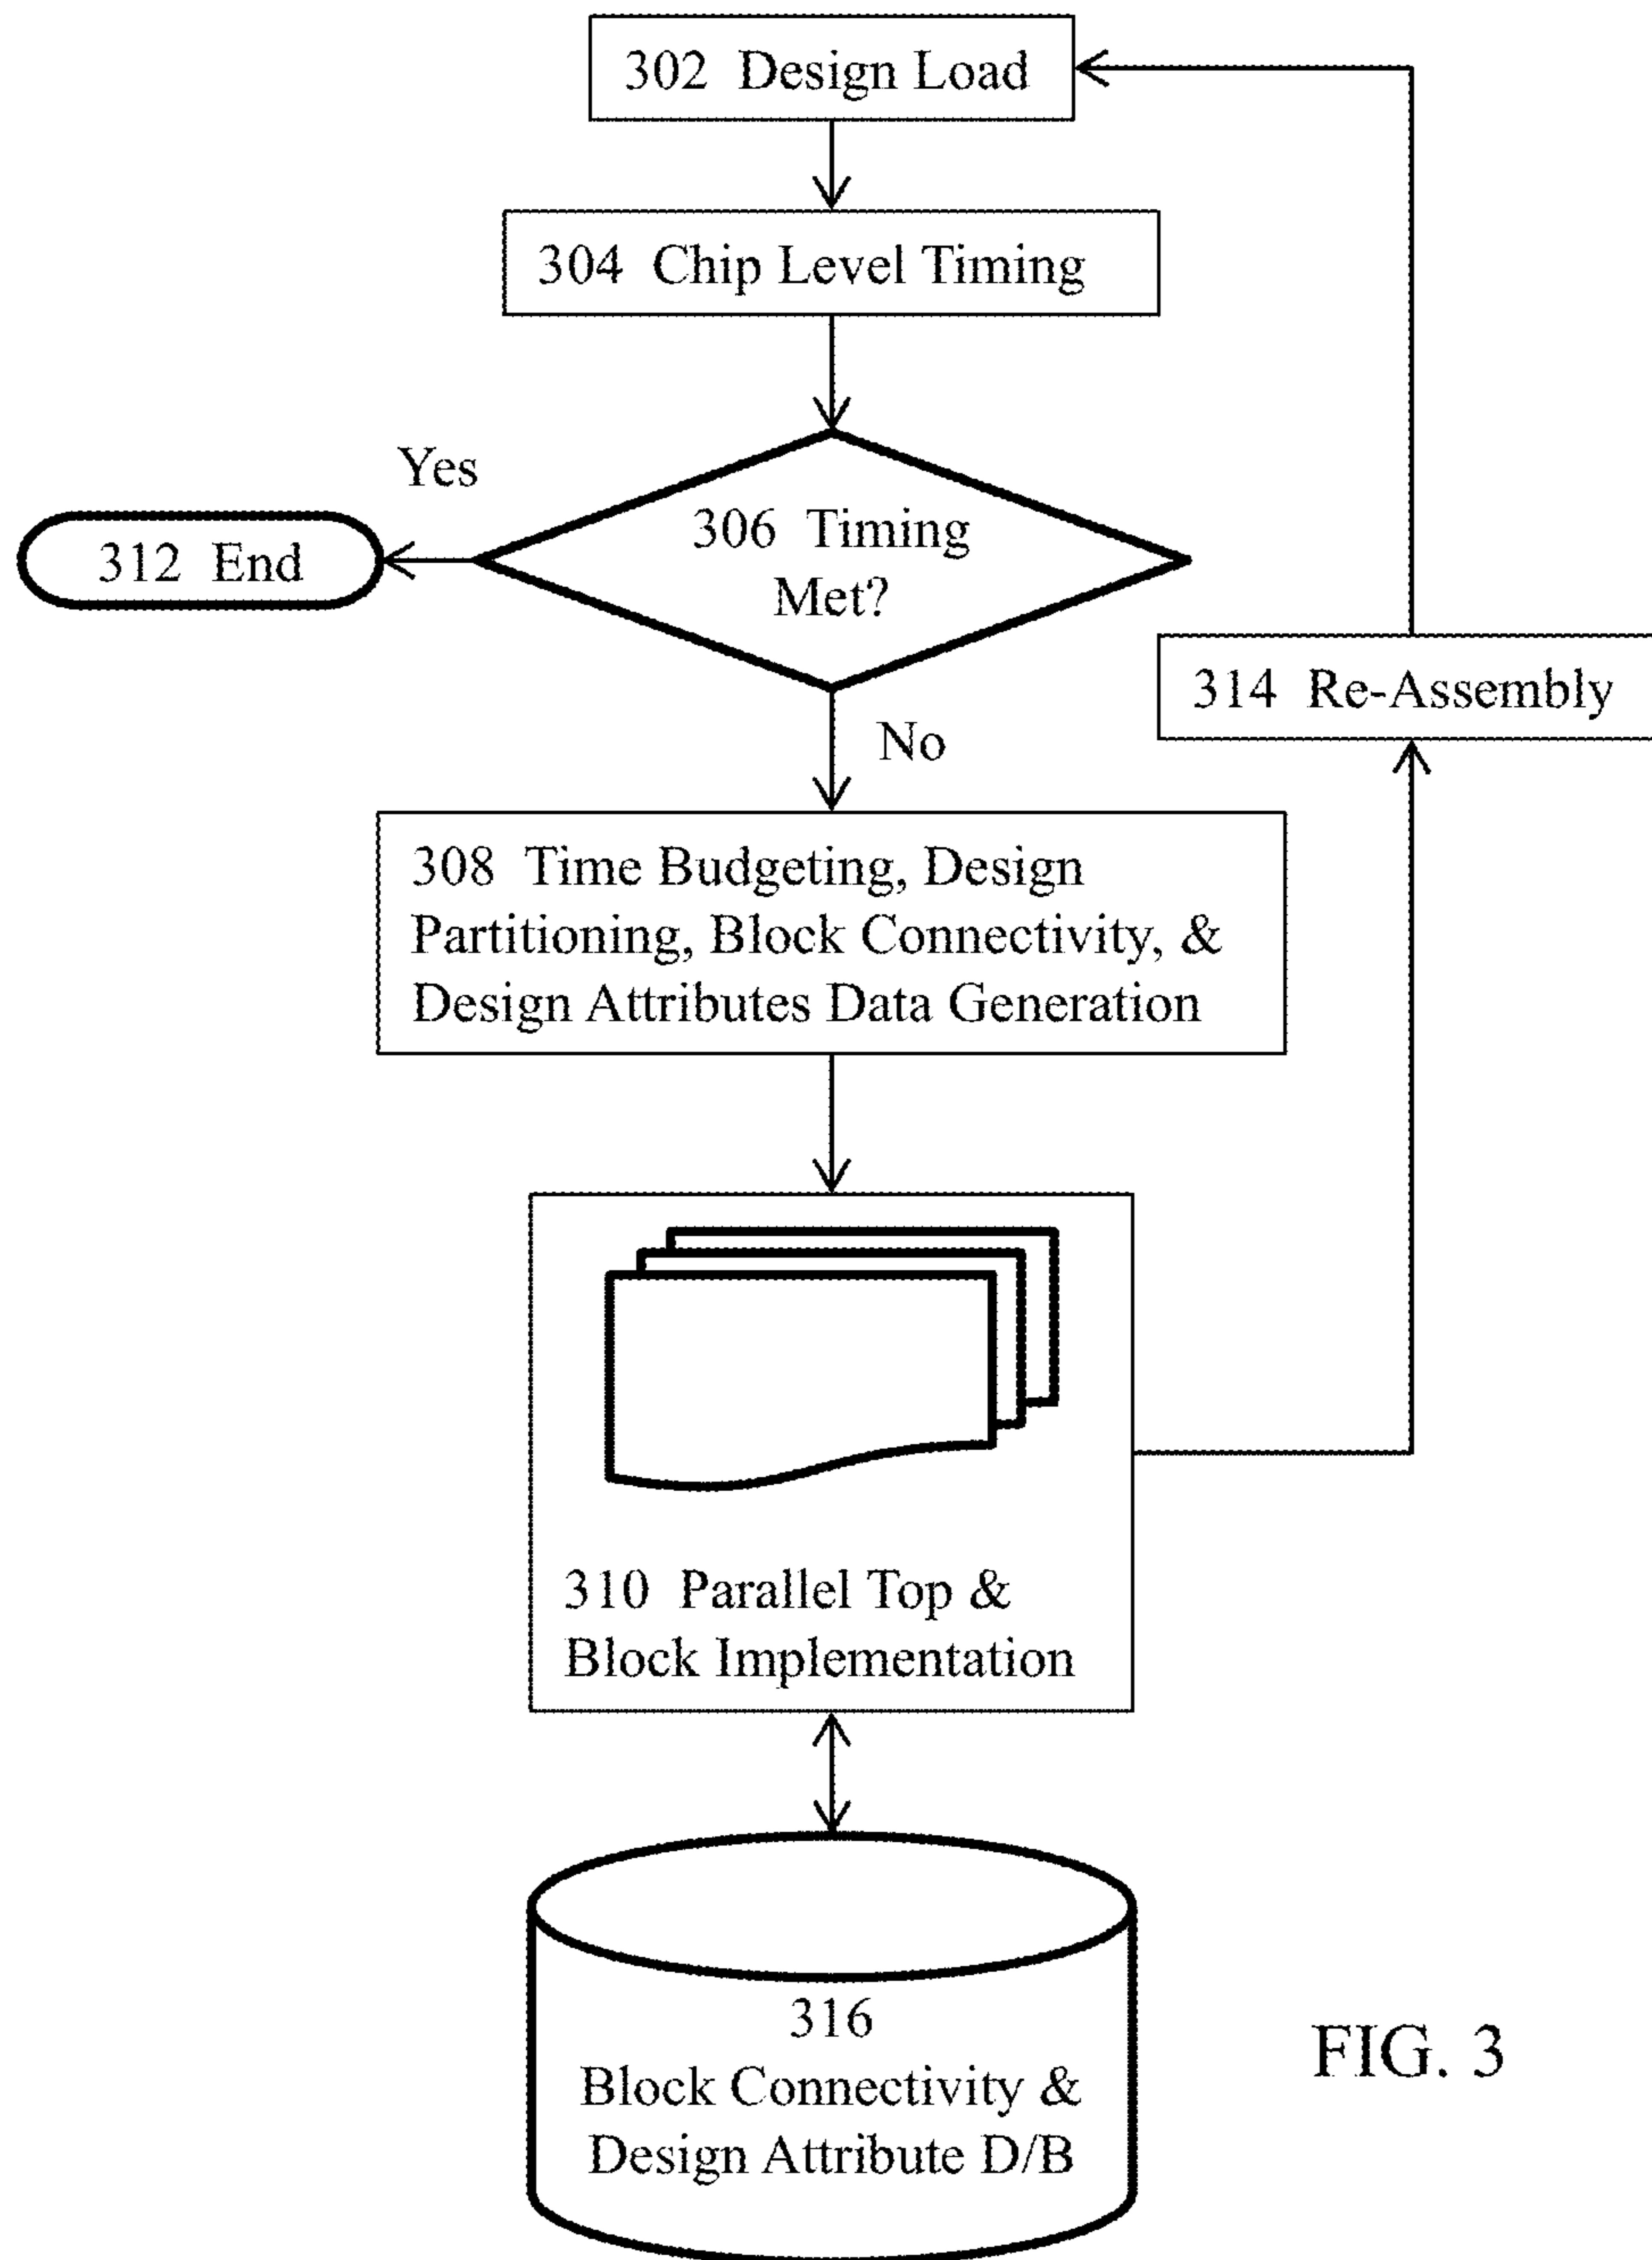 302 Design Load
304 Chip Level Timing
Yes
306 Timing
Met?
312 End
314 Re-Assembly
No
308 Time Budgeting, Design
Partitioning, Block Connectivity, &
Design Attributes Data Generation
310 Parallel Top &
Block Implementation
316
Block Connectivity &
Design Attribute D/B
FIG. 3